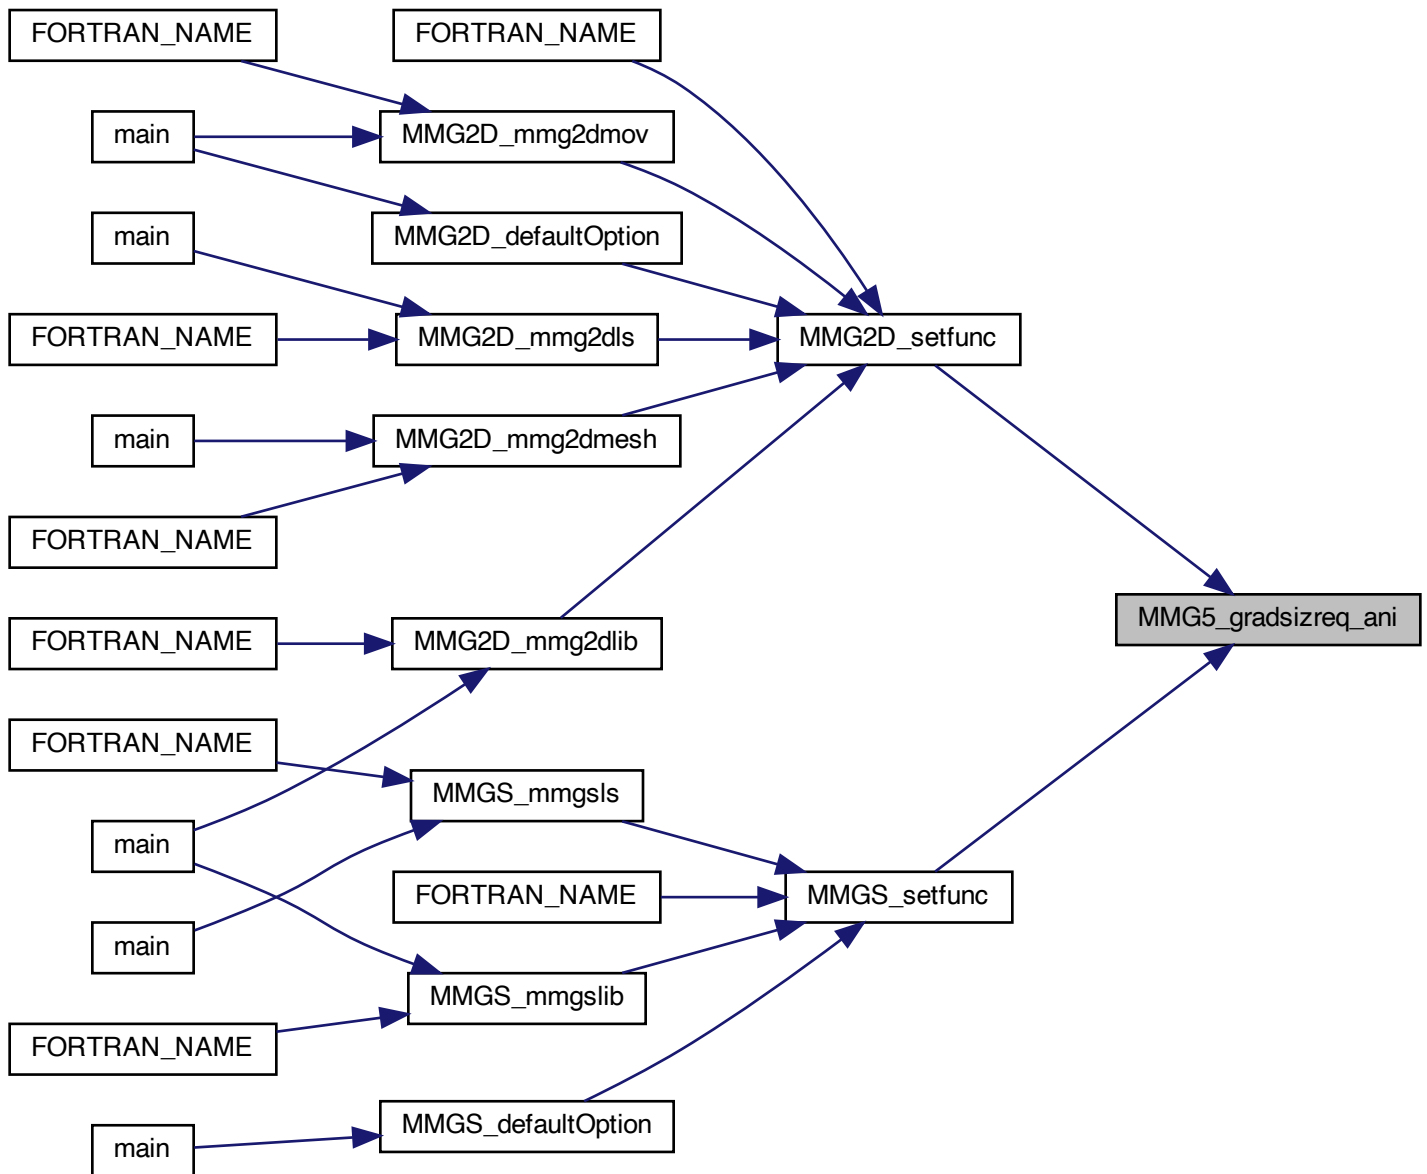 FORTRAN_NAME
FORTRAN_NAME
main
MMG2D_mmg2dmov
main
MMG2D_defaultOption
FORTRAN_NAME
MMG2D_mmg2dls
MMG2D_setfunc
main
MMG2D_mmg2dmesh
FORTRAN_NAME
MMG5_gradsizreq_ani
FORTRAN_NAME
MMG2D_mmg2dlib
FORTRAN_NAME
MMGS_mmgsls
main
FORTRAN_NAME
MMGS_setfunc
main
MMGS_mmgslib
FORTRAN_NAME
MMGS_defaultOption
main